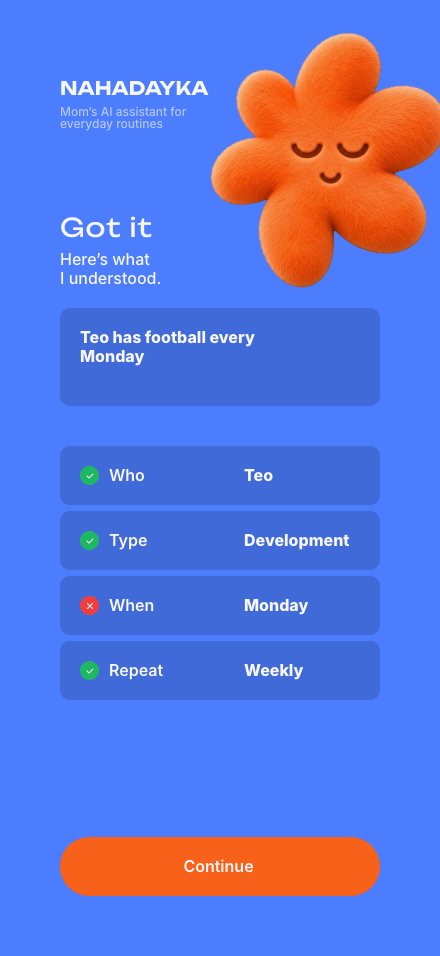 NAHADAYKA
Mom's AI assistant for
everyday routines
Got it
Here's what
I understood.
Teo has football every
Monday
Who Teo
Type Development
When Monday
Repeat Weekly
Continue